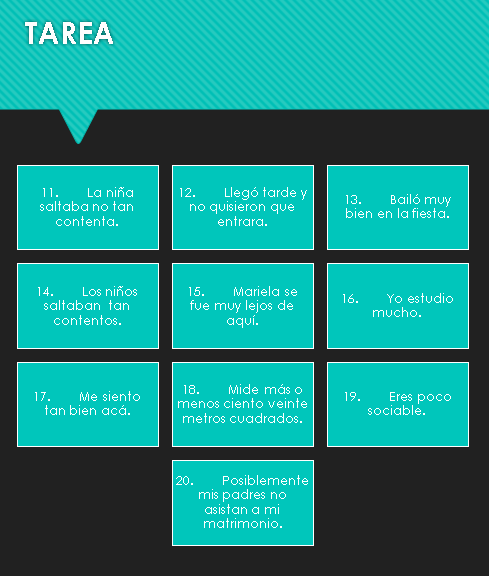 TAREA
11. La niña
saltaba no tan
contenta.
12. Llegó tarde y
no quisieron que
entrara.
13. Bailó muy
bien en la fiesta.
14. Los niños
saltaban tan
contentos.
15. Mariela se
fue muy lejos de
aquí.
16. Yo estudio
mucho.
17. Me siento
tan bien acá.
18. Mide más o
menos ciento veinte
metros cuadrados.
19. Eres poco
sociable.
20. Posiblemente
mis padres no
asistan a mi
matrimonio.